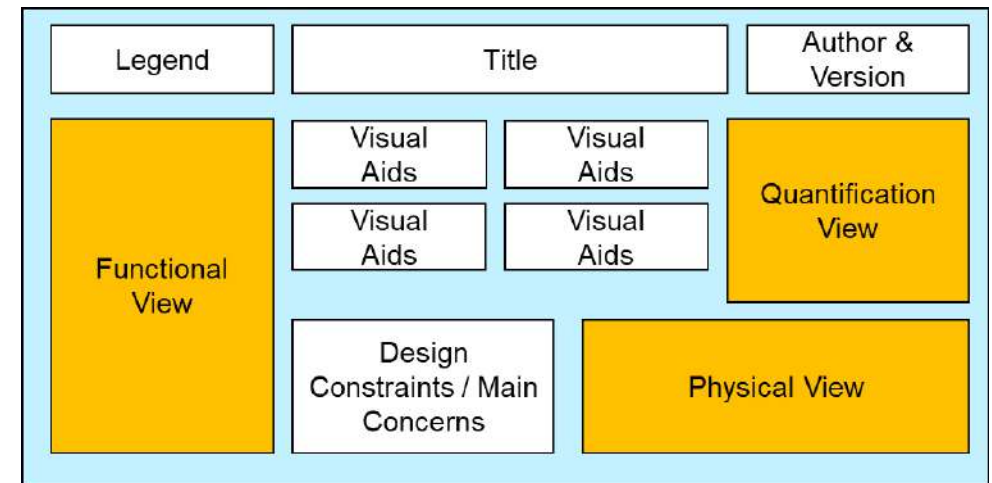 Legend
Title
Author &
Version
Functional
View
Visual
Aids
Visual
Aids
Visual
Aids
Visual
Aids
Quantification
View
Design
Constraints / Main
Concerns
Physical View